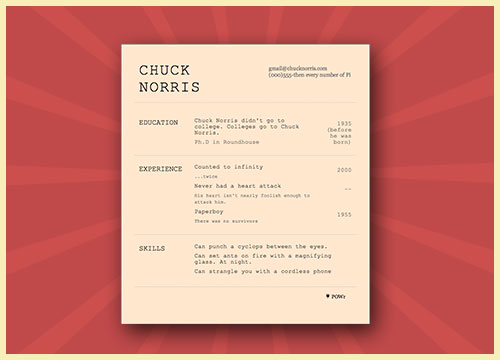 CHUCK
NORRIS
gmail@chucknorris.com
(000)555-then every number of Pi
EDUCATION
Chuck Norris didn't go to
college. Colleges go to Chuck
Norris.
Ph.D in Roundhouse
1935
(before
he was
born)
EXPERIENCE
Counted to infinity
...twice
2000
Never had a heart attack
His heart isn't nearly foolish enough to
attack him.
--
Paperboy
There were no survivors
1955
SKILLS
Can punch a cyclops between the eyes.
Can set ants on fire with a magnifying
glass. At night.
Can strangle you with a cordless phone
POWr